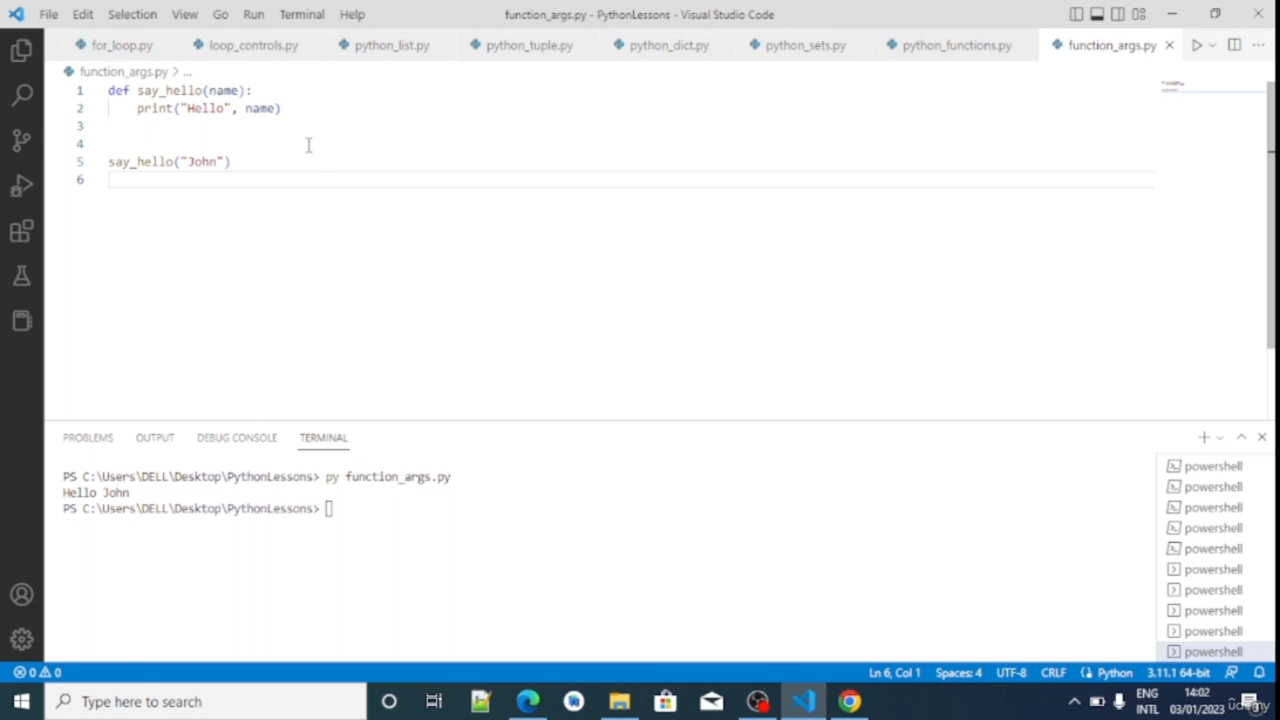 File Edit Selection View Go Run Terminal Help function_args.py - PythonLessons - Visual Studio Code
for_loop.py loop_controls.py python_list.py python_tuple.py python_dict.py python_sets.py python_functions.py function_args.py
function_args.py > ...
1 def say_hello(name):
2 print("Hello", name)
3
4
5 say_hello("John")
6
PROBLEMS OUTPUT DEBUG CONSOLE TERMINAL
PS C:\Users\DELL\Desktop\PythonLessons> py function_args.py
Hello John
PS C:\Users\DELL\Desktop\PythonLessons>
powershell
powershell
powershell
powershell
powershell
powershell
powershell
powershell
powershell
powershell
0 0 Ln 6, Col 1 Spaces: 4 UTF-8 CRLF Python 3.11.1 64-bit
Type here to search
ENG
INTL
14:02
03/01/2023
udemy